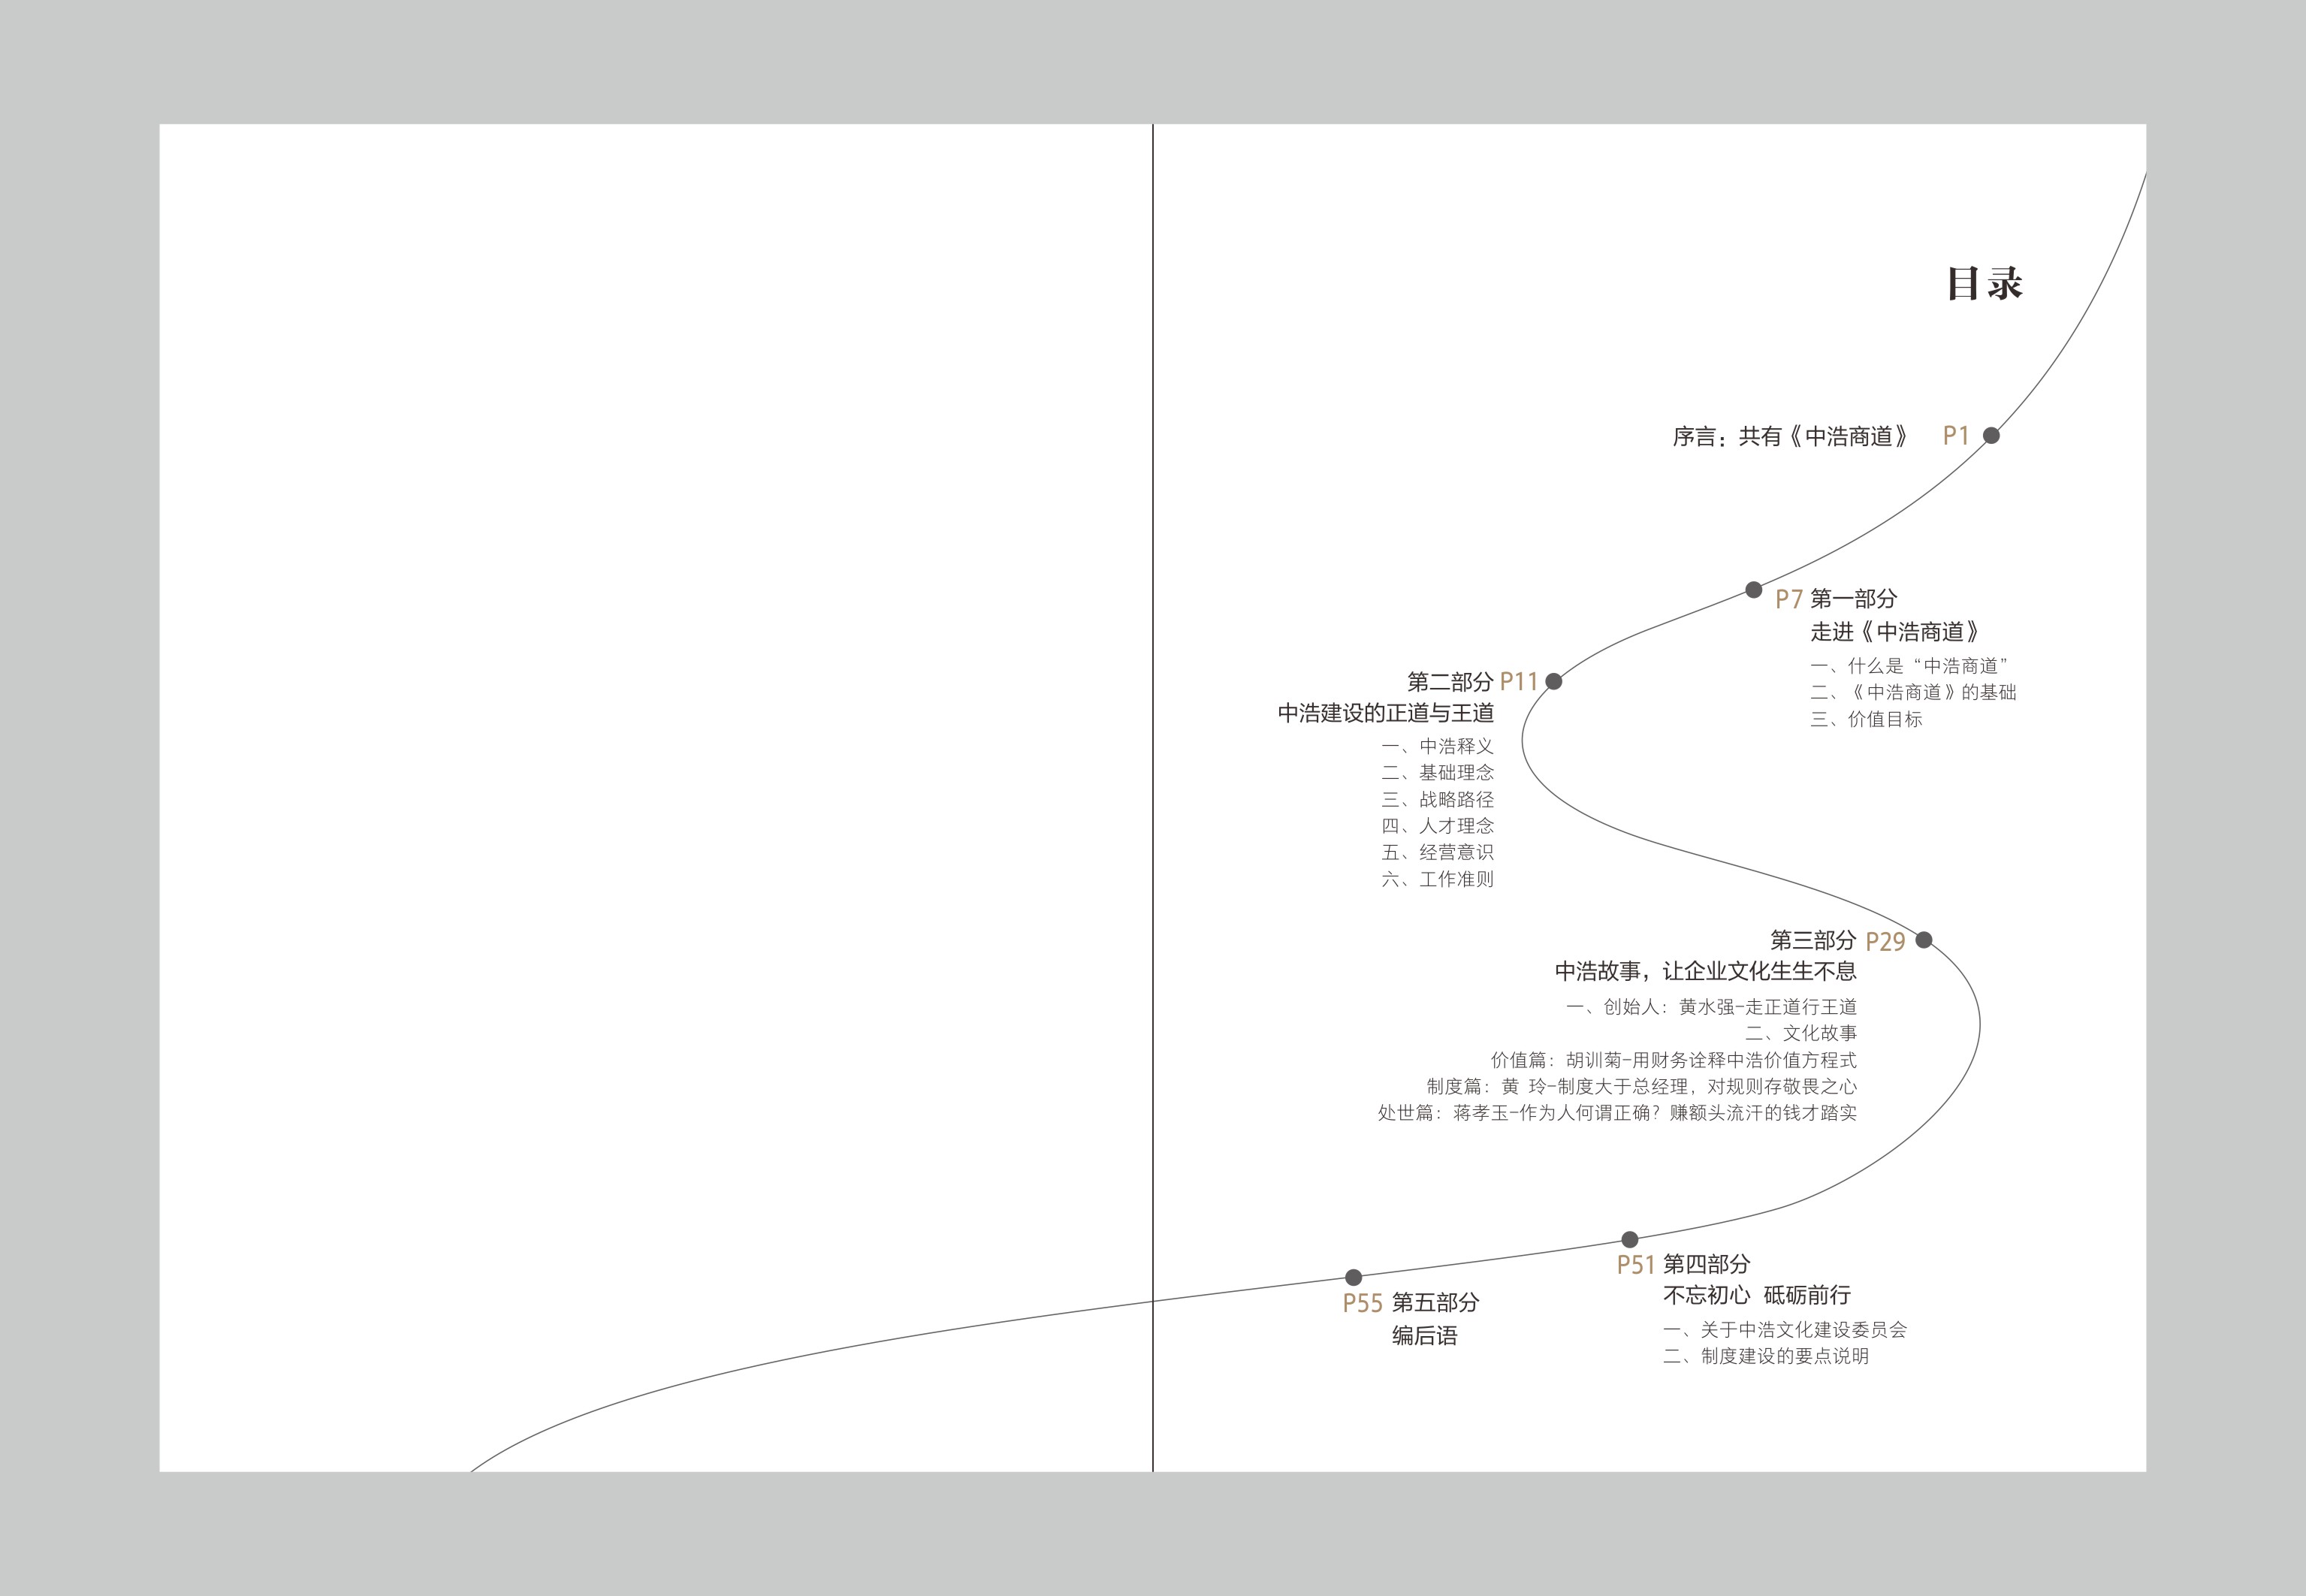 目录
序言：共有《中浩商道》 P1
P7 第一部分
走进《中浩商道》
一、什么是“中浩商道”
二、《中浩商道》的基础
三、价值目标
第二部分 P11
中浩建设的正道与王道
一、中浩释义
二、基础理念
三、战略路径
四、人才理念
五、经营意识
六、工作准则
第三部分 P29
中浩故事，让企业文化生生不息
一、创始人：黄水强-走正道行王道
二、文化故事
价值篇：胡训菊-用财务诠释中浩价值方程式
制度篇：黄 玲-制度大于总经理，对规则存敬畏之心
处世篇：蒋孝玉-作为人何谓正确？赚额头流汗的钱才踏实
P51 第四部分
不忘初心 砥砺前行
一、关于中浩文化建设委员会
二、制度建设的要点说明
P55 第五部分
编后语